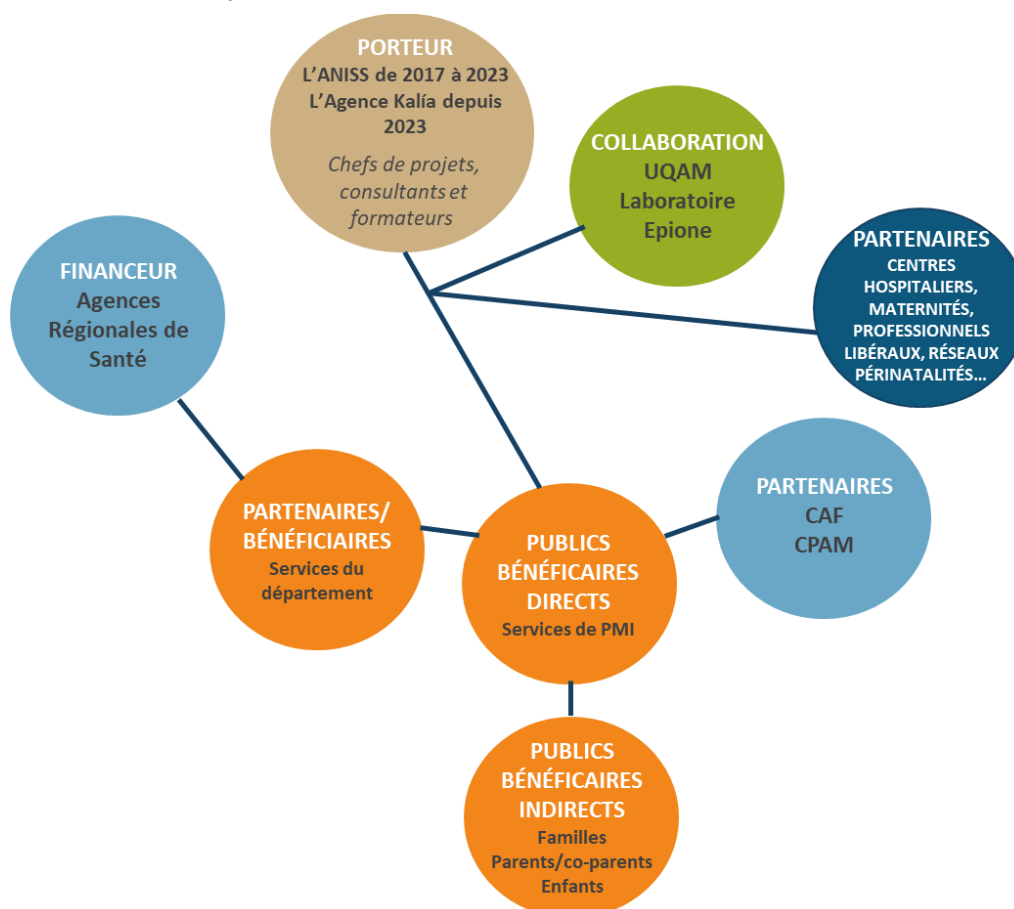 PORTEUR
L’ANISS de 2017 à 2023
L’Agence Kalía depuis
2023
Chefs de projets,
consultants et
formateurs
COLLABORATION
UQAM
Laboratoire
Epione
PARTENAIRES
CENTRES
HOSPITALIERS,
MATERNITÉS,
PROFESSIONNELS
LIBÉRAUX, RÉSEAUX
PÉRINATALITÉS...
FINANCEUR
Agences
Régionales de
Santé
PARTENAIRES/
BÉNÉFICIAIRES
Services du
département
PUBLICS
BÉNÉFICAIRES
DIRECTS
Services de PMI
PARTENAIRES
CAF
CPAM
PUBLICS
BÉNÉFICAIRES
INDIRECTS
Familles
Parents/co-parents
Enfants